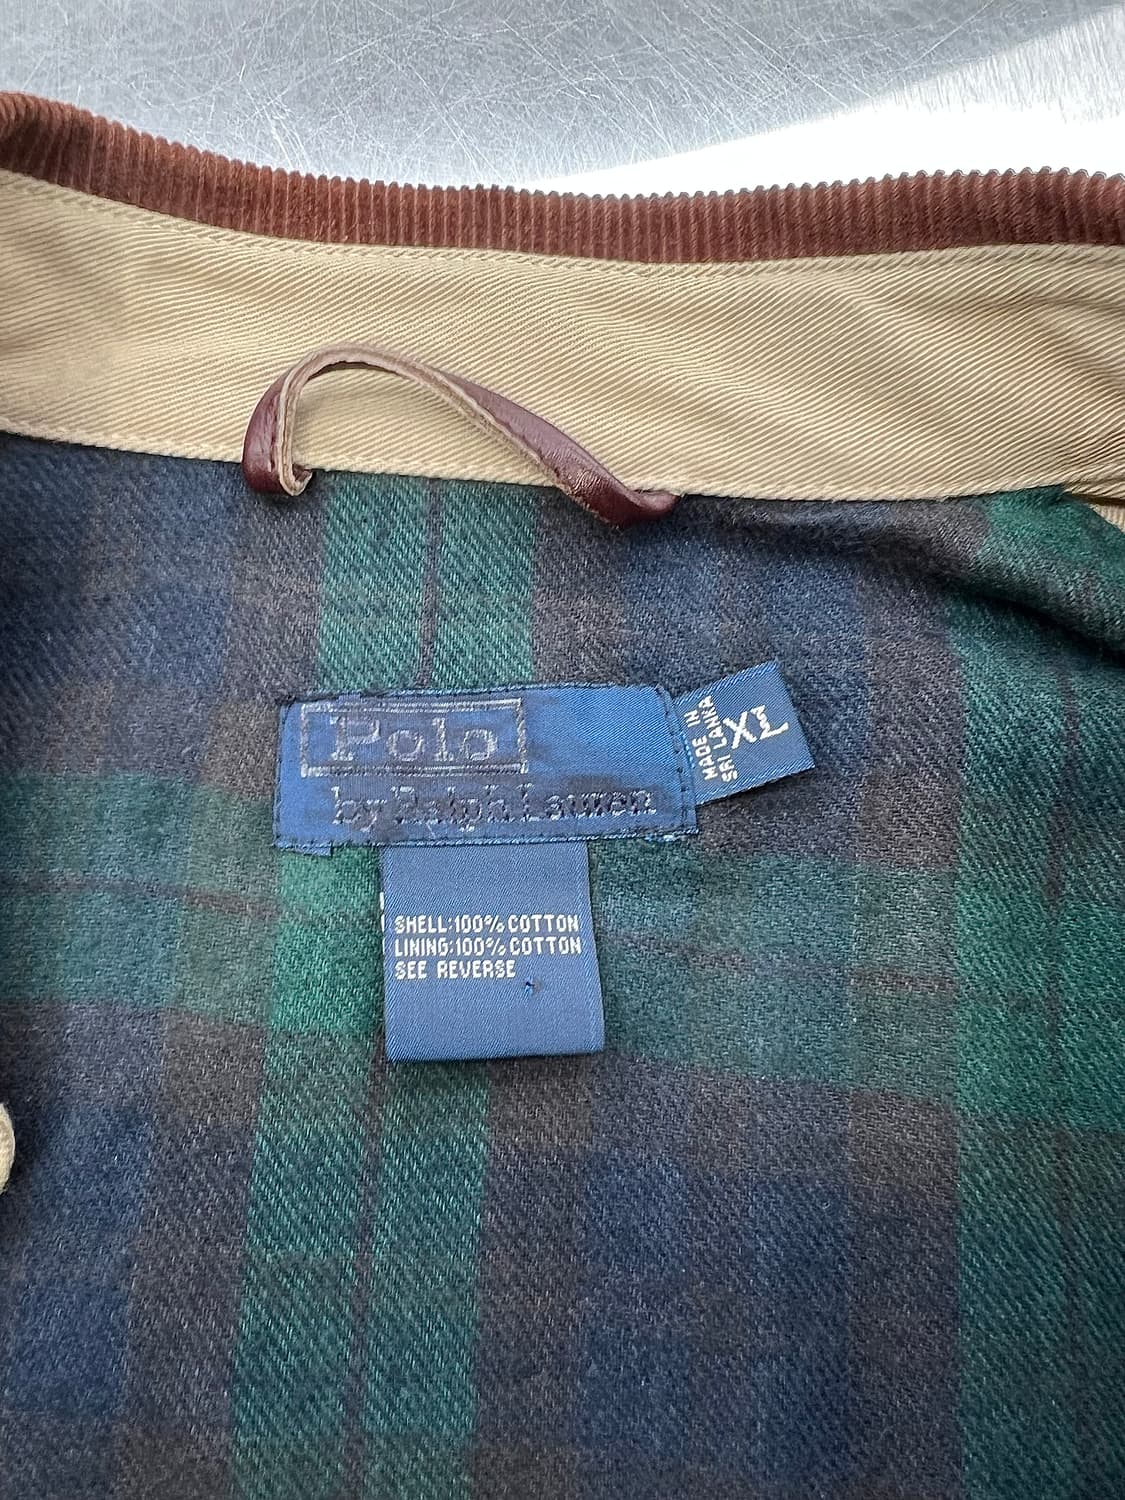 Polo
by Ralph Lauren
MADE IN
SRI LANKA
XL
SHELL:100% COTTON
LINING:100% COTTON
SEE REVERSE